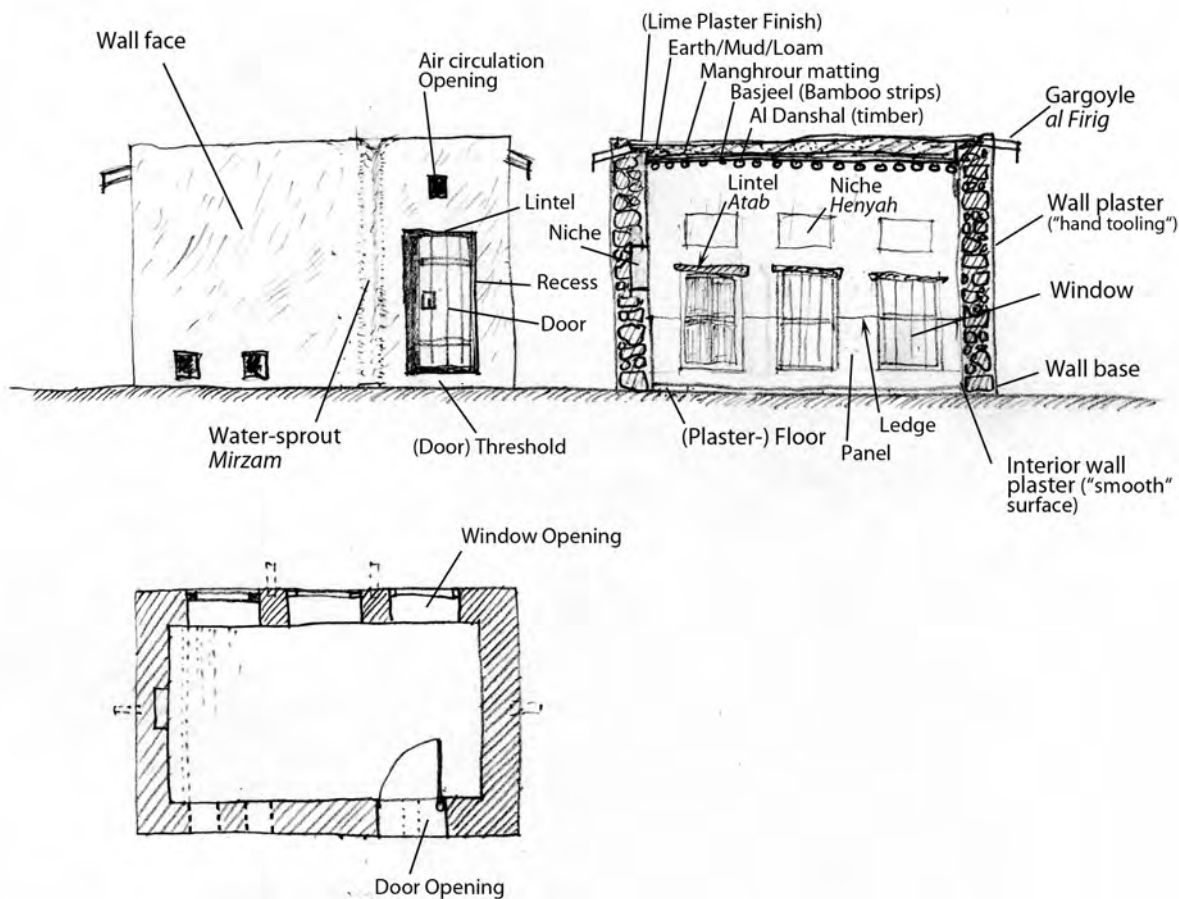 Wall face
Air circulation
Opening
Lintel
Niche
Recess
Door
Water-sprout
Mirzam
(Door) Threshold
(Lime Plaster Finish)
Earth/Mud/Loam
Manghrour matting
Basjeel (Bamboo strips)
Al Danshal (timber)
Gargoyle
al Firig
Lintel
Atab
Niche
Henyah
Wall plaster
("hand tooling")
Window
Wall base
Ledge
(Plaster-) Floor
Panel
Interior wall
plaster ("smooth"
surface)
Window Opening
Door Opening